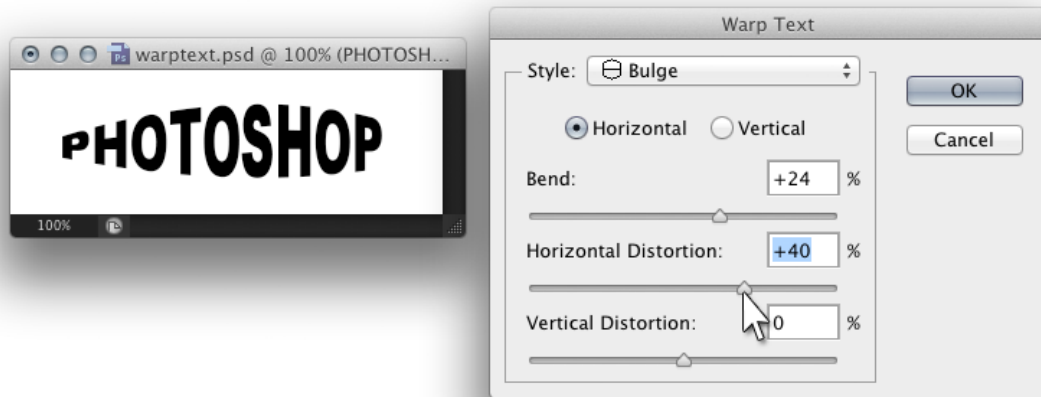 warptext.psd @ 100% (PHOTOSH...
PHOTOSHOP
100%
Warp Text
Style: Bulge
Horizontal Vertical
Bend: +24 %
Horizontal Distortion: +40 %
Vertical Distortion: 0 %
OK
Cancel